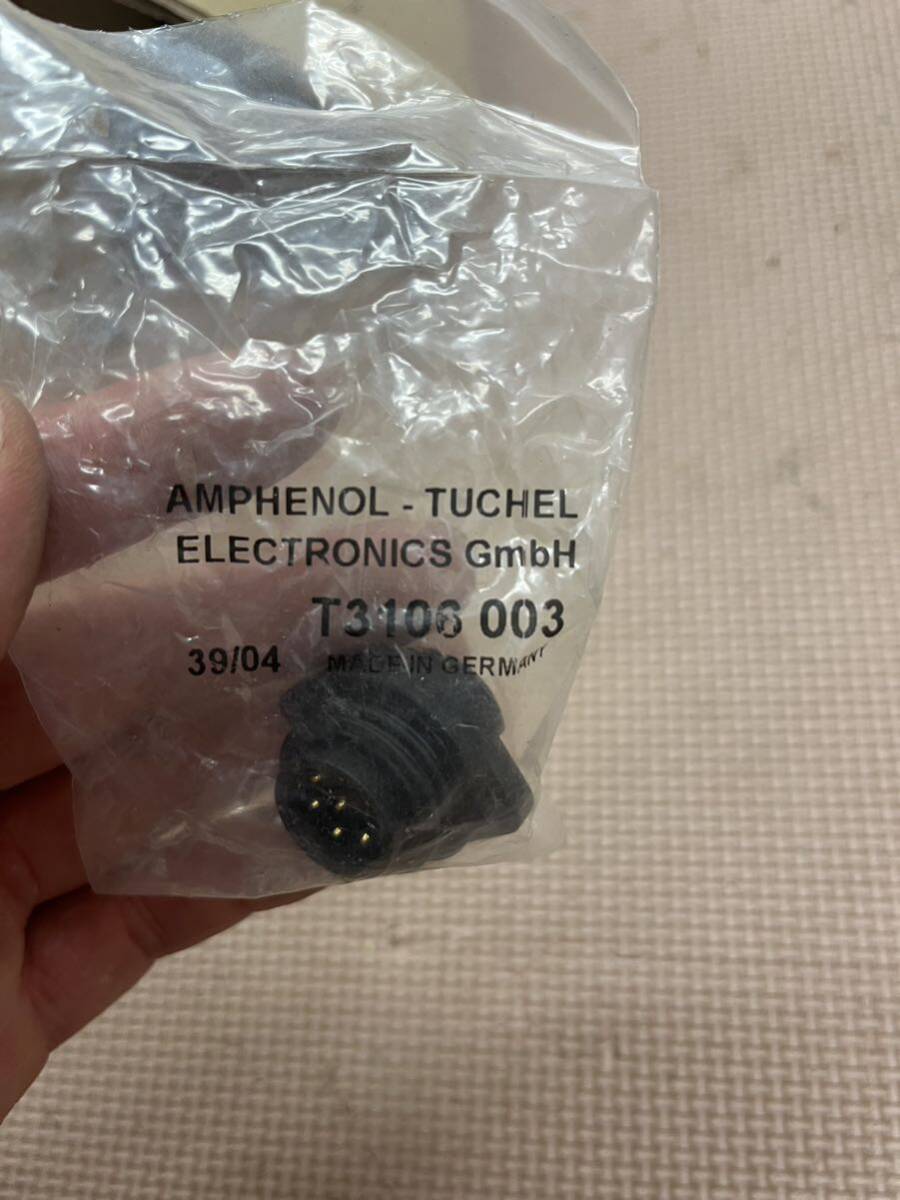 AMPHENOL - TUCHEL
ELECTRONICS GmbH
T3106 003
39/04 MADE IN GERMANY